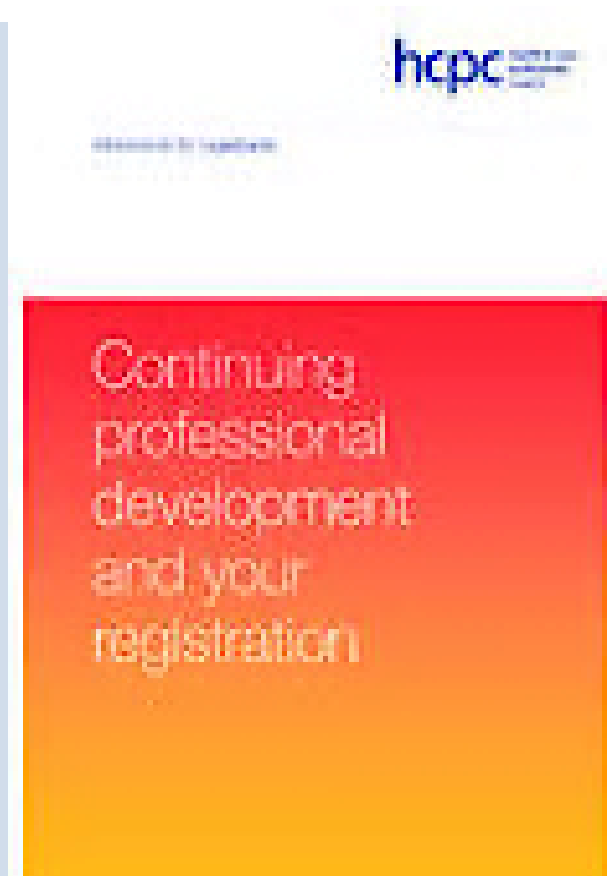 hcpc
Continuing
professional
development
and your
registration